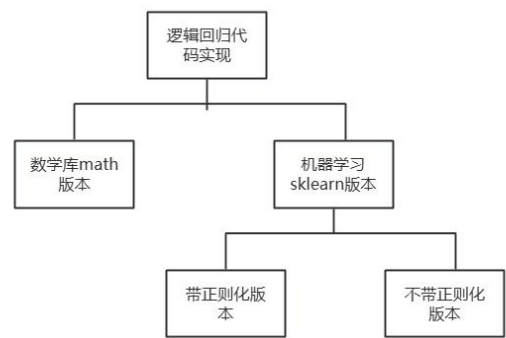 逻辑回归代
码实现
数学库math
版本
机器学习
sklearn版本
带正则化版
本
不带正则化
版本